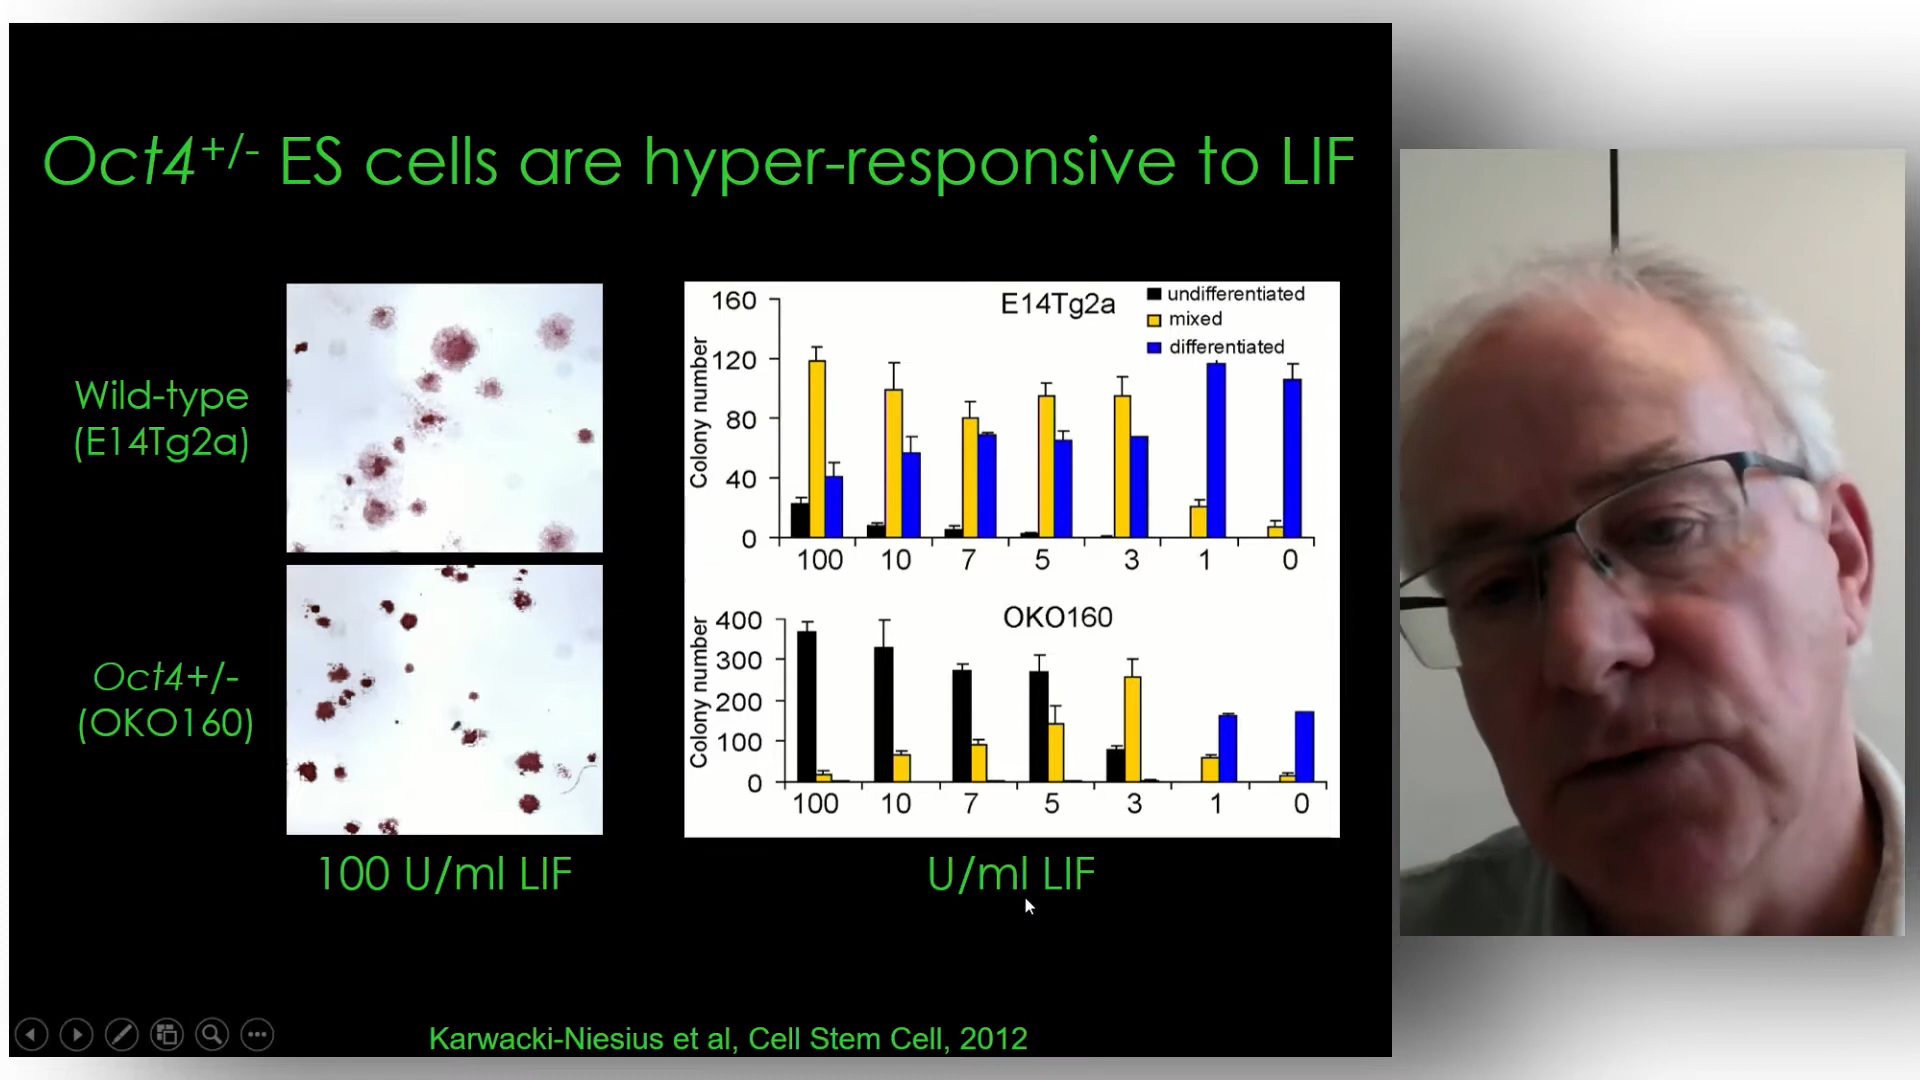 Oct4+/- ES cells are hyper-responsive to LIF
Wild-type
(E14Tg2a)
Oct4+/-
(OKO160)
100 U/ml LIF
E14Tg2a
undifferentiated
mixed
differentiated
Colony number
160
120
80
40
0
100 10 7 5 3 1 0
OKO160
Colony number
400
300
200
100
0
100 10 7 5 3 1 0
U/ml LIF
Karwacki-Niesius et al, Cell Stem Cell, 2012